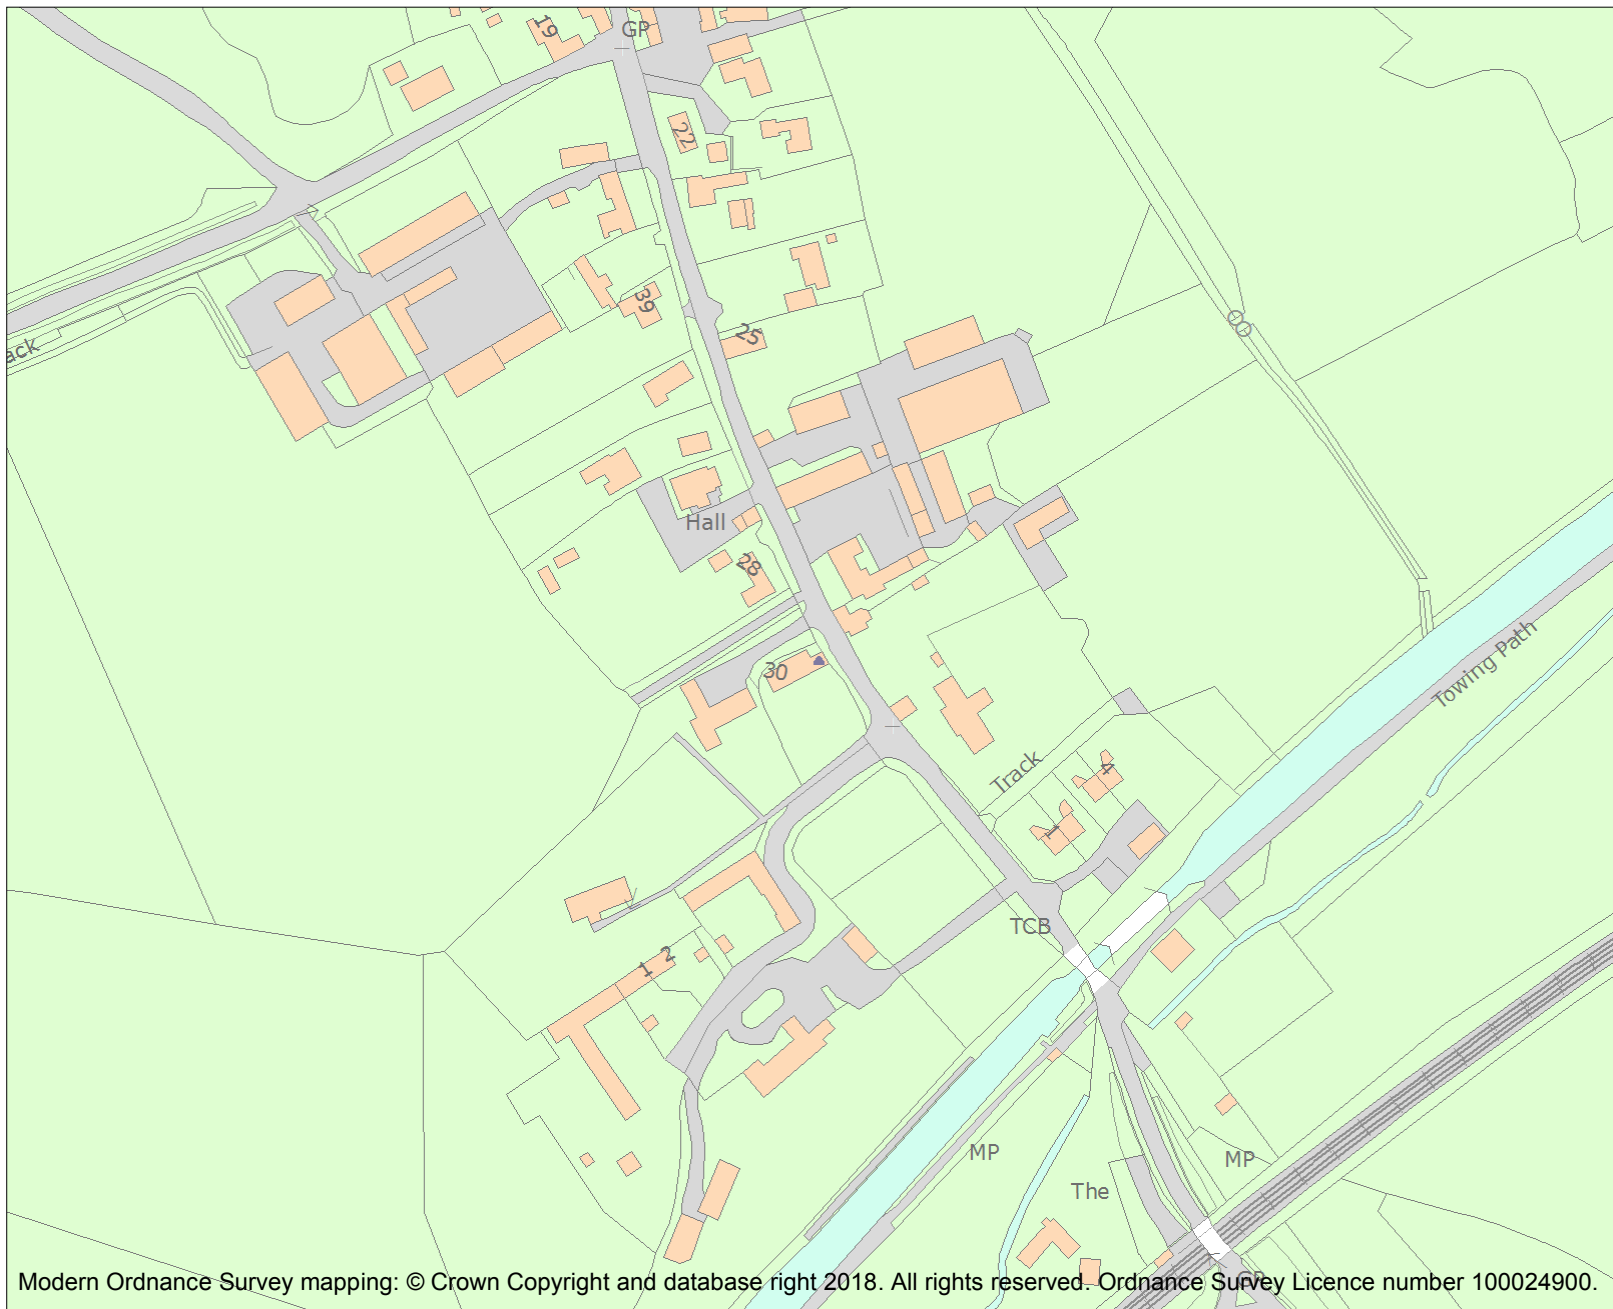 19
GP
22
39
25
ack
CD
Hall
28
30
Towing Path
Track
4
1
TCB
1 2
MP
MP
The
Modern Ordnance Survey mapping: © Crown Copyright and database right 2018. All rights reserved. Ordnance Survey Licence number 100024900.